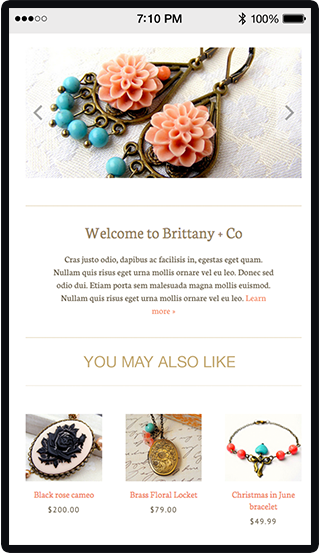 7:10 PM
100%
Welcome to Brittany + Co
Cras justo odio, dapibus ac facilisis in, egestas eget quam.
Nullam quis risus eget urna mollis ornare vel eu leo. Donec sed
odio dui. Etiam porta sem malesuada magna mollis euismod.
Nullam quis risus eget urna mollis ornare vel eu leo. Learn
more »
YOU MAY ALSO LIKE
Black rose cameo
$200.00
Brass Floral Locket
$79.00
Christmas in June
bracelet
$49.99